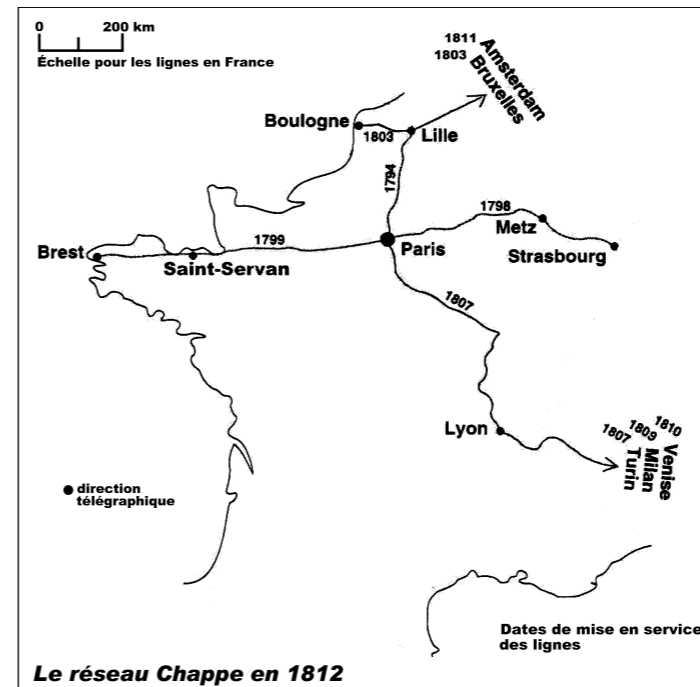 0 200 km
Échelle pour les lignes en France
1811 Amsterdam
1803 Bruxelles
Boulogne
1803
Lille
1794
1798
Metz
Strasbourg
Brest
1799
Saint-Servan
Paris
1807
Lyon
1810 Venise
1809 Milan
1807 Turin
direction
télégraphique
Dates de mise en service
des lignes
Le réseau Chappe en 1812